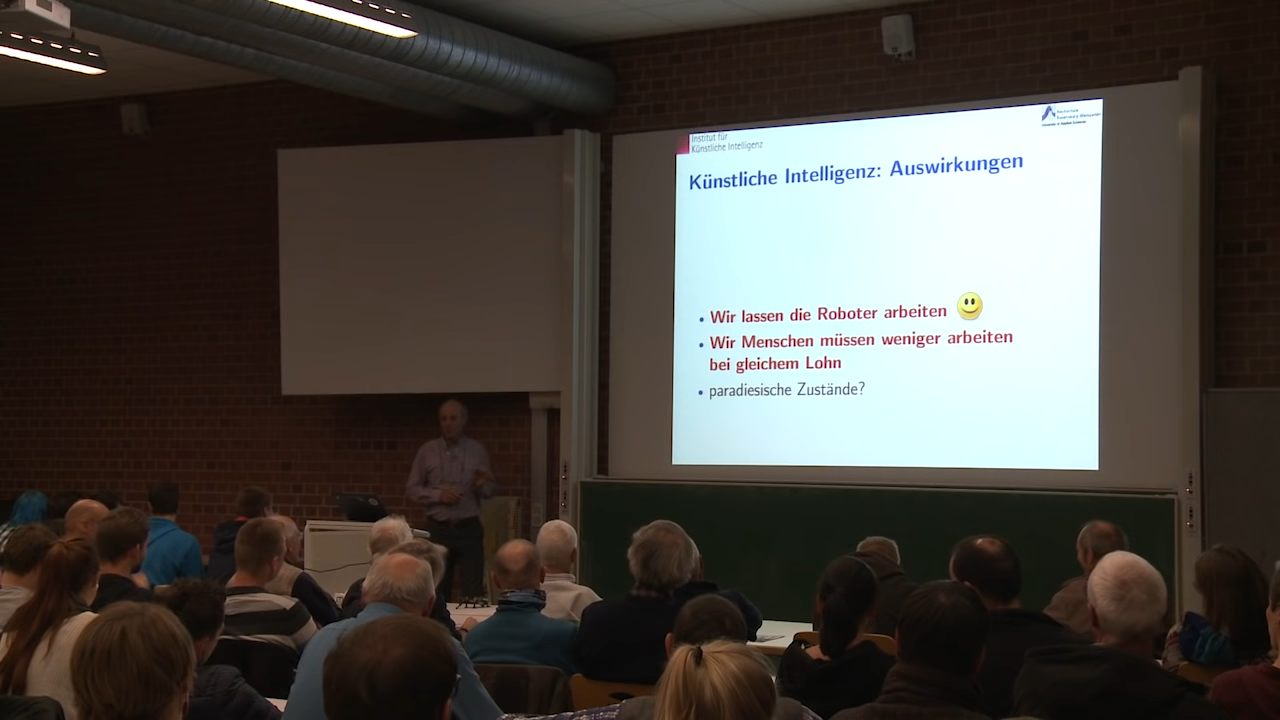 Institut für
Künstliche Intelligenz
Hochschule
Künstliche Intelligenz: Auswirkungen
• Wir lassen die Roboter arbeiten
• Wir Menschen müssen weniger arbeiten
bei gleichem Lohn
• paradiesische Zustände?